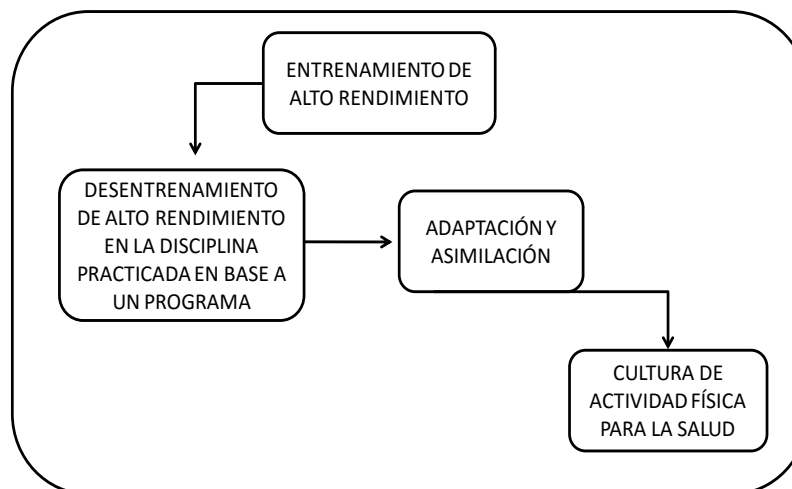 ENTRENAMIENTO DE
ALTO RENDIMIENTO
DESENTRENAMIENTO
DE ALTO RENDIMIENTO
EN LA DISCIPLINA
PRACTICADA EN BASE A
UN PROGRAMA
ADAPTACIÓN Y
ASIMILACIÓN
CULTURA DE
ACTIVIDAD FÍSICA
PARA LA SALUD